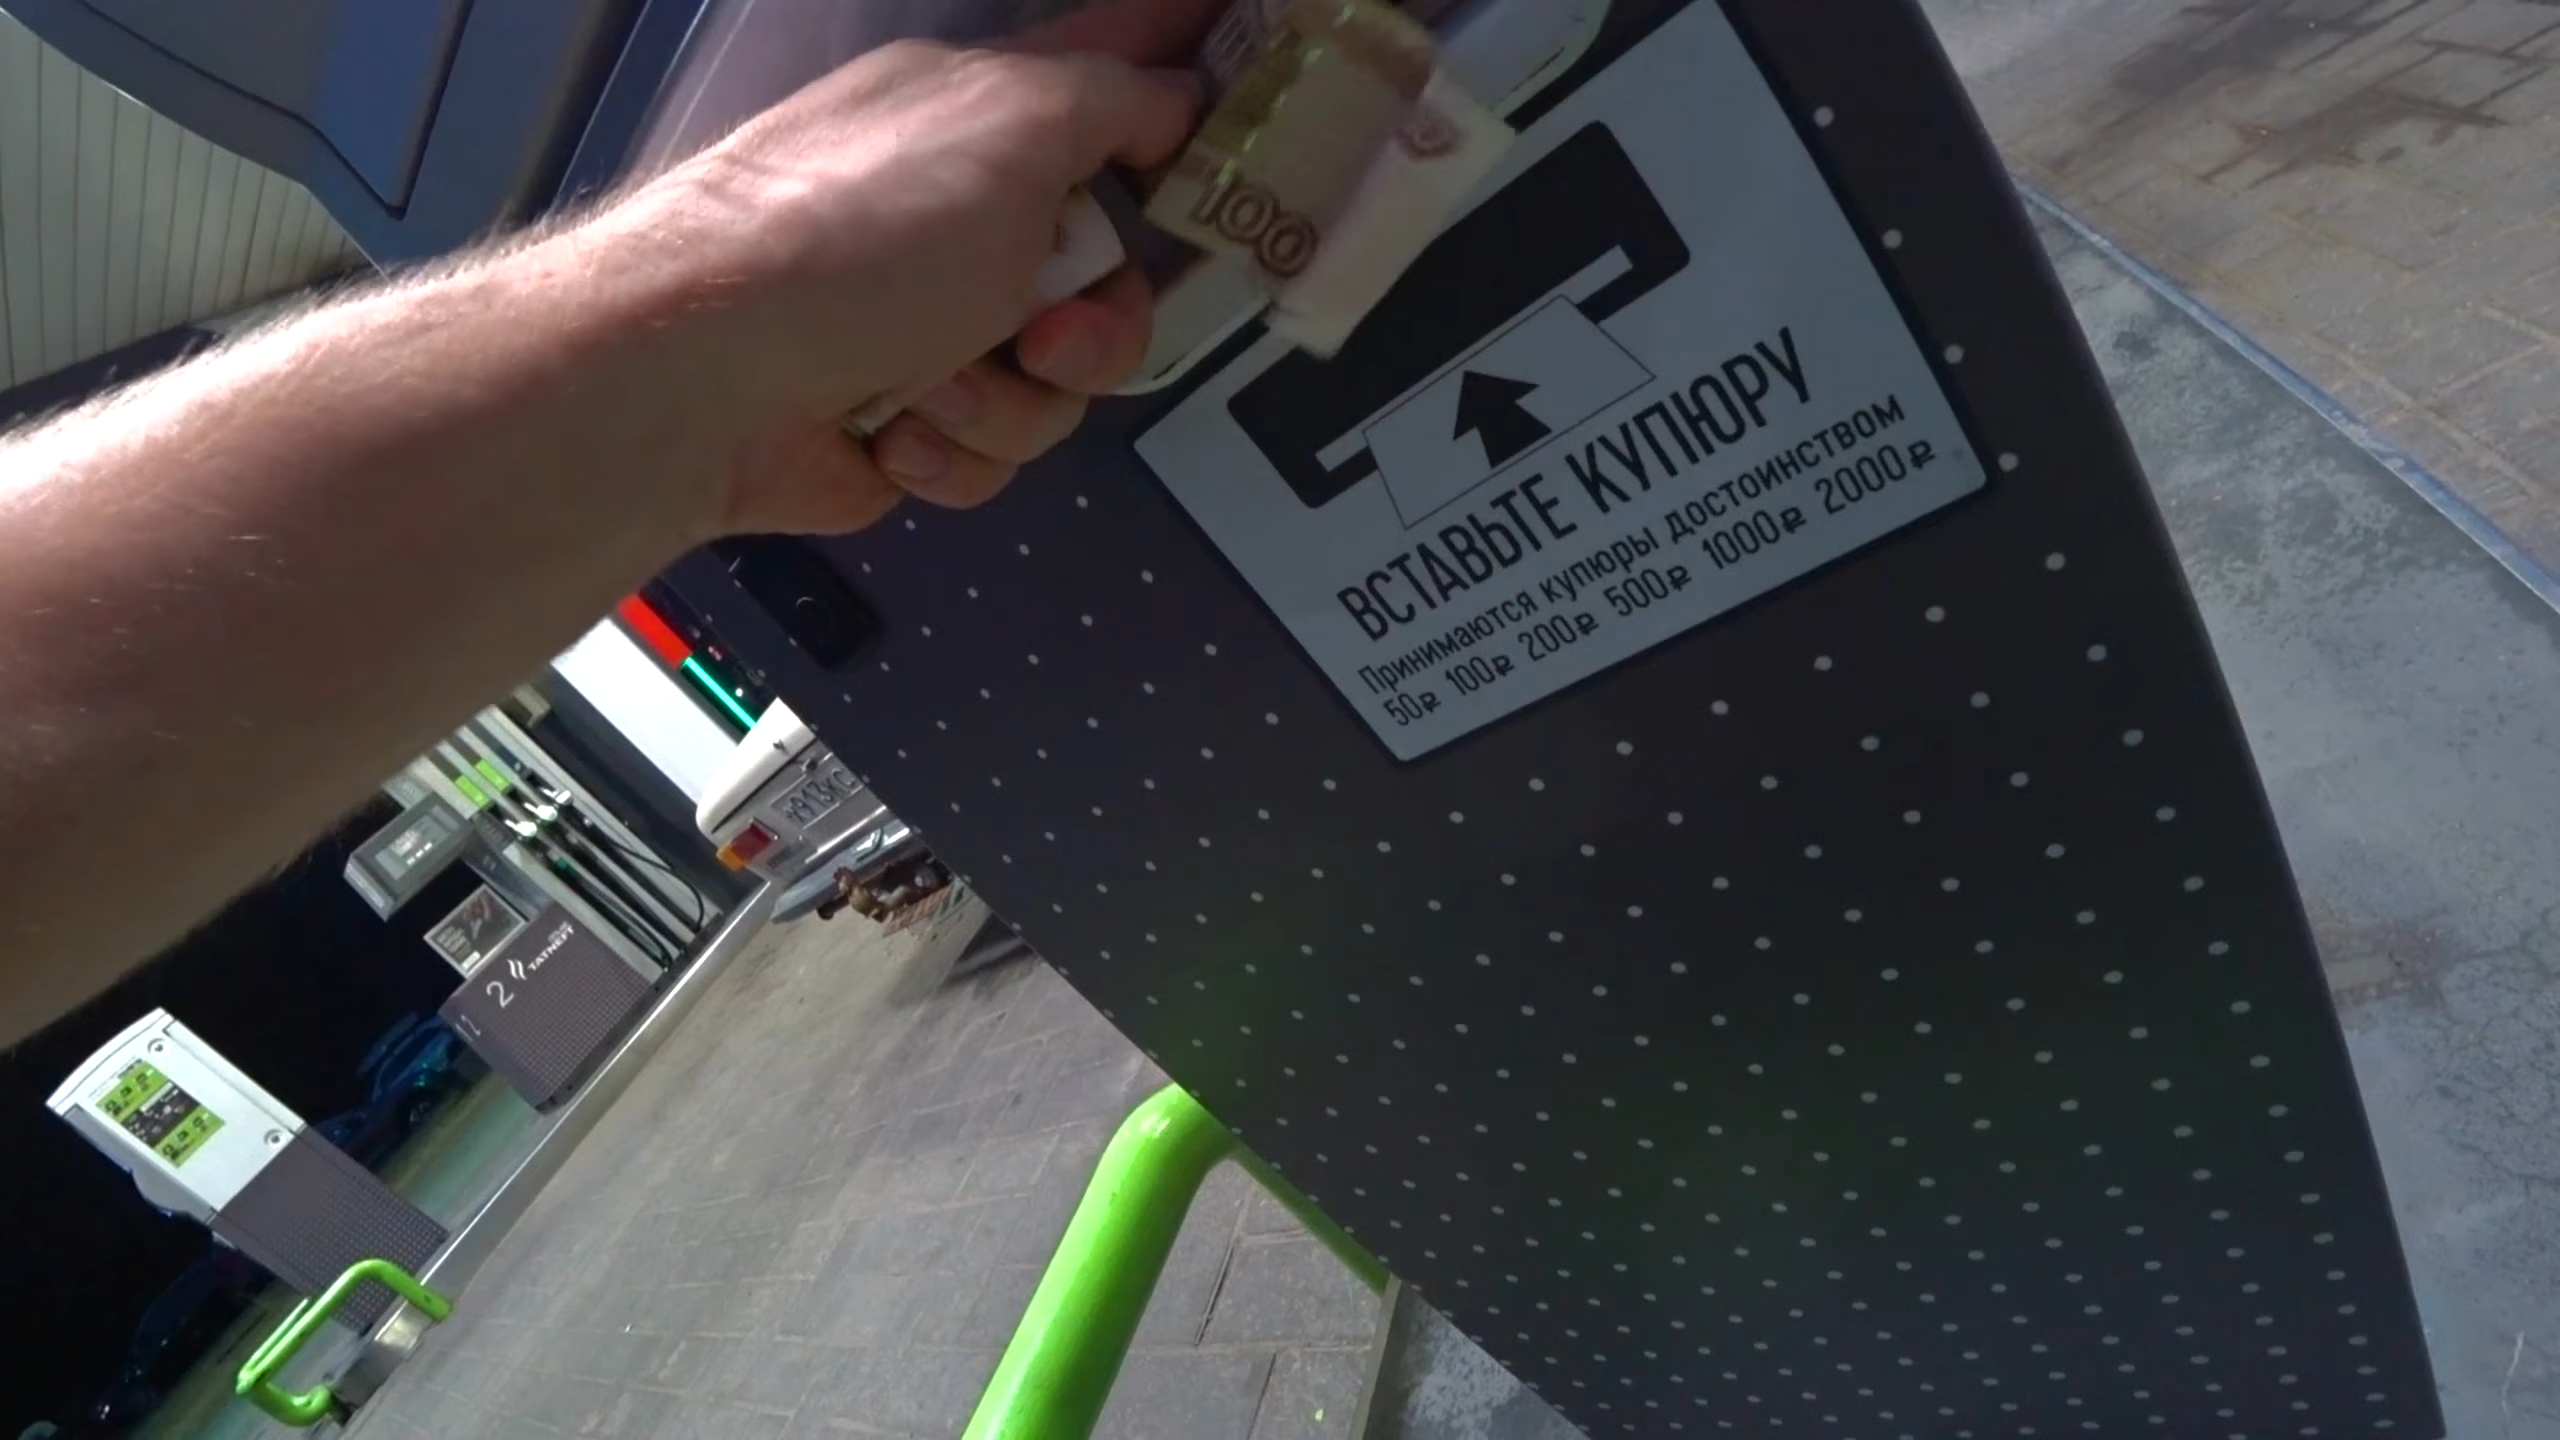 100
ВСТАВЬТЕ КУПЮРУ
Принимаются купюры достоинством
50₽ 100₽ 200₽ 500₽ 1000₽ 2000₽
2
TATNEFT